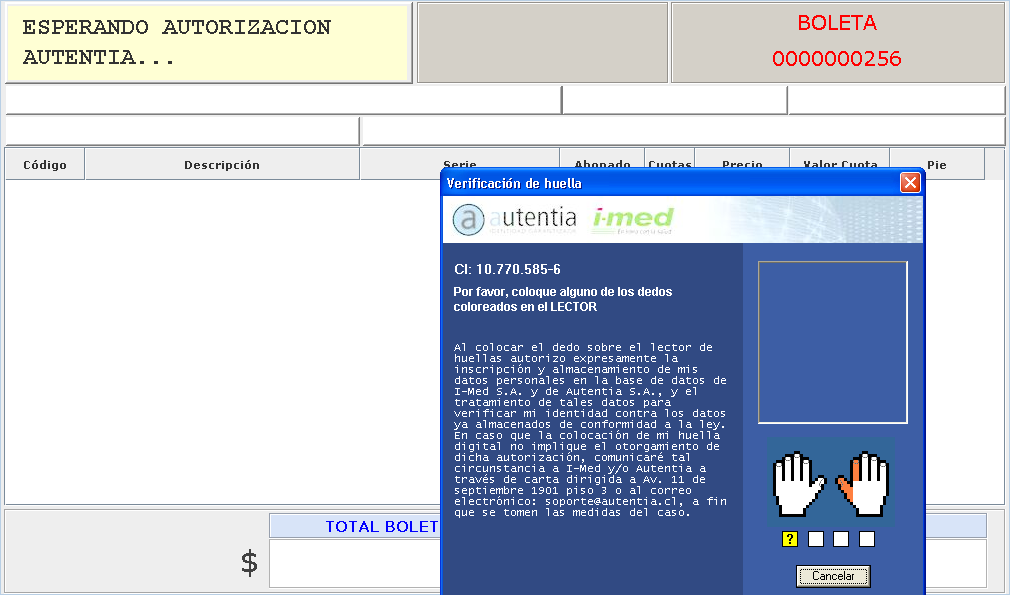 ESPERANDO AUTORIZACION
AUTENTIA...
BOLETA
0000000256
Código Descripción Serie Abonado Cuotas Precio Valor Cuota Pie
Verificación de huella
autentia i-med
CI: 10.770.585-6
Por favor, coloque alguno de los dedos
coloreados en el LECTOR
Al colocar el dedo sobre el lector de
huellas autorizo expresamente la
inscripción y almacenamiento de mis
datos personales en la base de datos de
I-Med S.A. y de Autentia S.A., y el
tratamiento de tales datos para
verificar mi identidad contra los datos
ya almacenados de conformidad a la ley.
En caso que la colocación de mi huella
digital no implique el otorgamiento de
dicha autorización, comunicaré tal
circunstancia a I-Med y/o Autentia a
través de carta dirigida a Av. 11 de
septiembre 1901 piso 3 o al correo
electrónico: soporte@autentia.cl, a fin
que se tomen las medidas del caso.
?
Cancelar
TOTAL BOLET
$